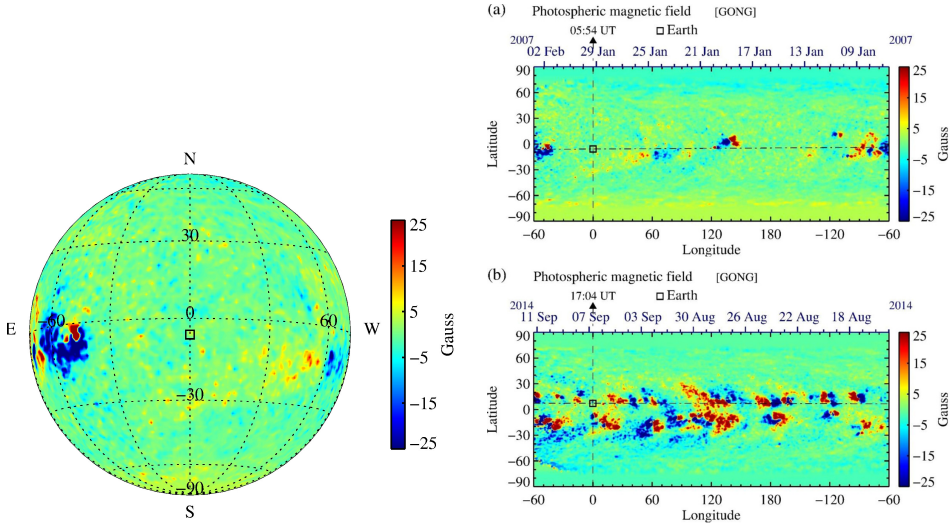 N
30
25
15
5
−5
−15
−25
Gauss
E
−60
0
60
W
−30
−90
S
(a)
Photospheric magnetic field [GONG]
05:54 UT
Earth
2007
02 Feb 29 Jan 25 Jan 21 Jan 17 Jan 13 Jan 09 Jan
2007
90
60
30
0
−30
−60
−90
Latitude
−60 0 60 120 180 −120 −60
Longitude
25
15
5
−5
−15
−25
Gauss
(b)
Photospheric magnetic field [GONG]
17:04 UT
Earth
2014
11 Sep 07 Sep 03 Sep 30 Aug 26 Aug 22 Aug 18 Aug
2014
90
60
30
0
−30
−60
−90
Latitude
−60 0 60 120 180 −120 −60
Longitude
25
15
5
−5
−15
−25
Gauss